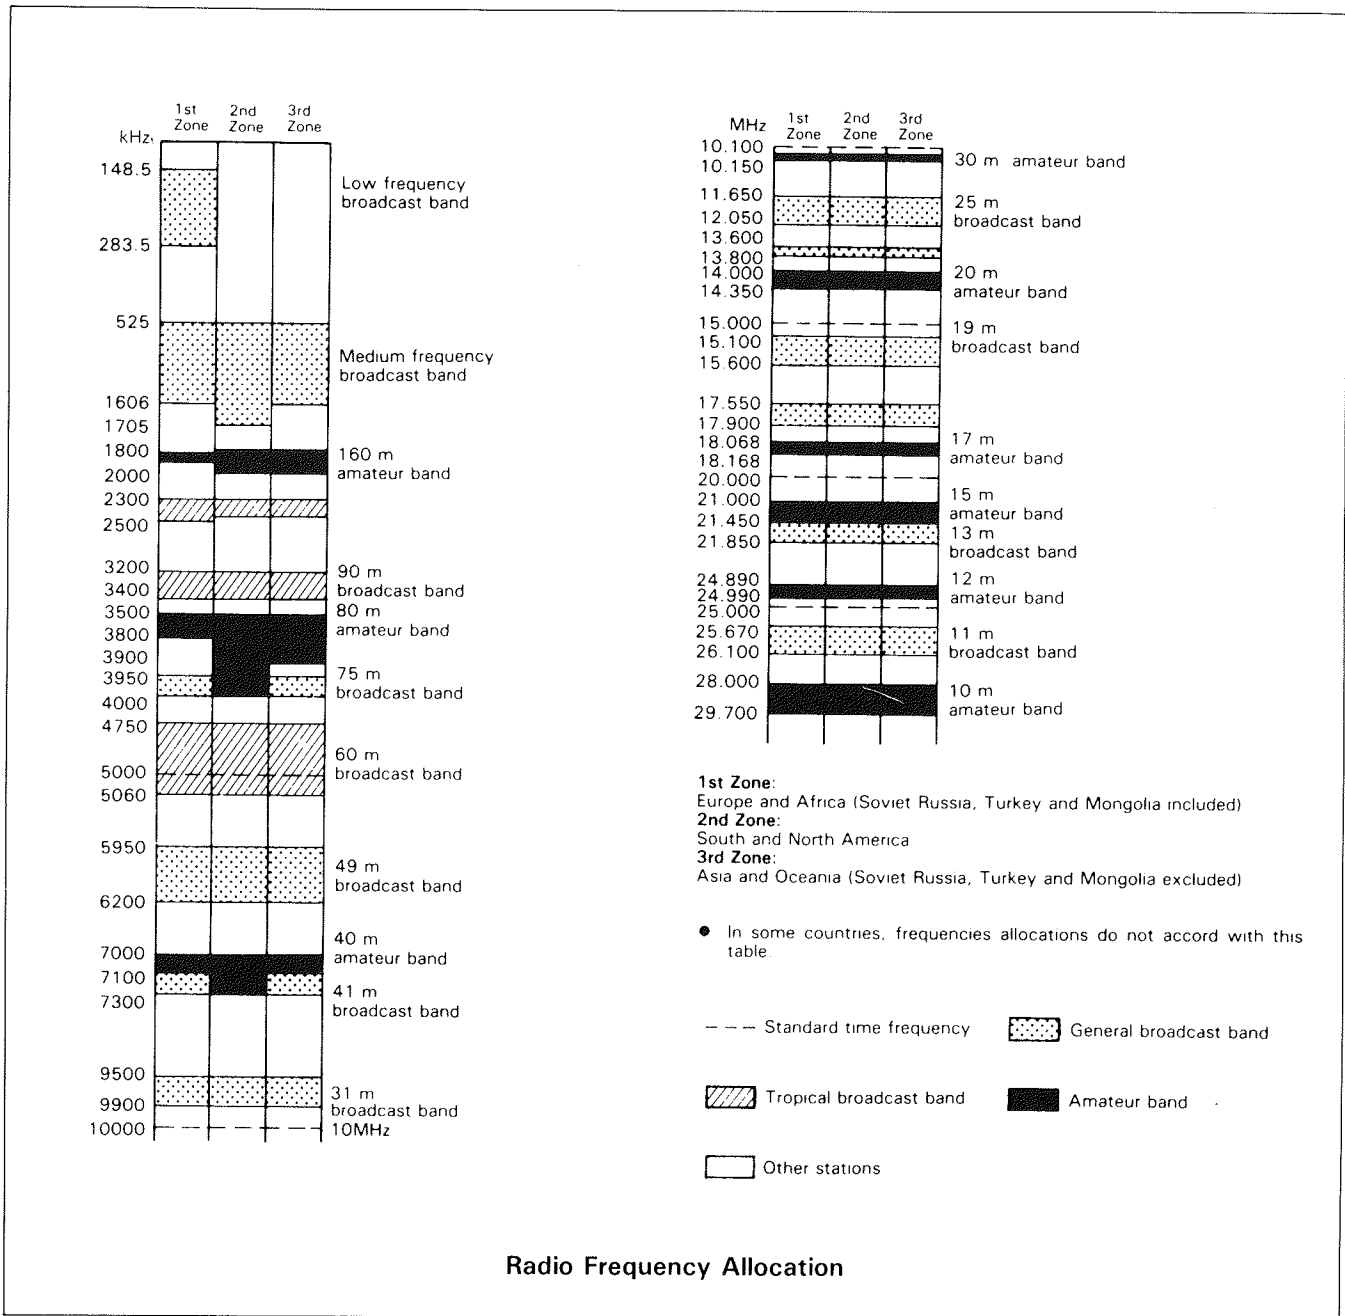 1st Zone
2nd Zone
3rd Zone
kHz
148.5
283.5
525
1606
1705
1800
2000
2300
2500
3200
3400
3500
3800
3900
3950
4000
4750
5000
5060
5950
6200
7000
7100
7300
9500
9900
10000
Low frequency
broadcast band
Medium frequency
broadcast band
160 m
amateur band
90 m
broadcast band
80 m
amateur band
75 m
broadcast band
60 m
broadcast band
49 m
broadcast band
40 m
amateur band
41 m
broadcast band
31 m
broadcast band
10MHz
MHz
1st Zone
2nd Zone
3rd Zone
10.100
10.150
11.650
12.050
13.600
13.800
14.000
14.350
15.000
15.100
15.600
17.550
17.900
18.068
18.168
20.000
21.000
21.450
21.850
24.890
24.990
25.000
25.670
26.100
28.000
29.700
30 m amateur band
25 m
broadcast band
20 m
amateur band
19 m
broadcast band
17 m
amateur band
15 m
amateur band
13 m
broadcast band
12 m
amateur band
11 m
broadcast band
10 m
amateur band
1st Zone:
Europe and Africa (Soviet Russia, Turkey and Mongolia included)
2nd Zone:
South and North America
3rd Zone:
Asia and Oceania (Soviet Russia, Turkey and Mongolia excluded)
● In some countries, frequencies allocations do not accord with this
table.
Standard time frequency
General broadcast band
Tropical broadcast band
Amateur band
Other stations
Radio Frequency Allocation